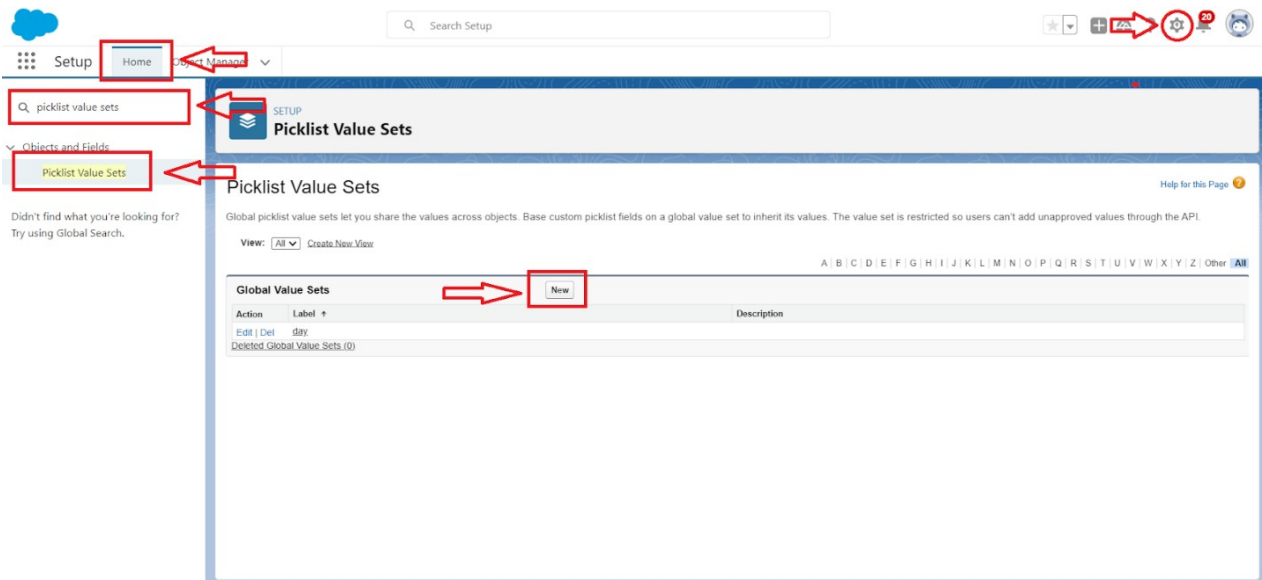 Search Setup
20
Setup
Home
Object Manager
picklist value sets
Objects and Fields
Picklist Value Sets
Didn't find what you're looking for?
Try using Global Search.
SETUP
Picklist Value Sets
Picklist Value Sets
Help for this Page
Global picklist value sets let you share the values across objects. Base custom picklist fields on a global value set to inherit its values. The value set is restricted so users can't add unapproved values through the API.
View: All Create New View
A | B | C | D | E | F | G | H | I | J | K | L | M | N | O | P | Q | R | S | T | U | V | W | X | Y | Z | Other All
Global Value Sets New
Action Label ↑ Description
Edit | Del day
Deleted Global Value Sets (0)